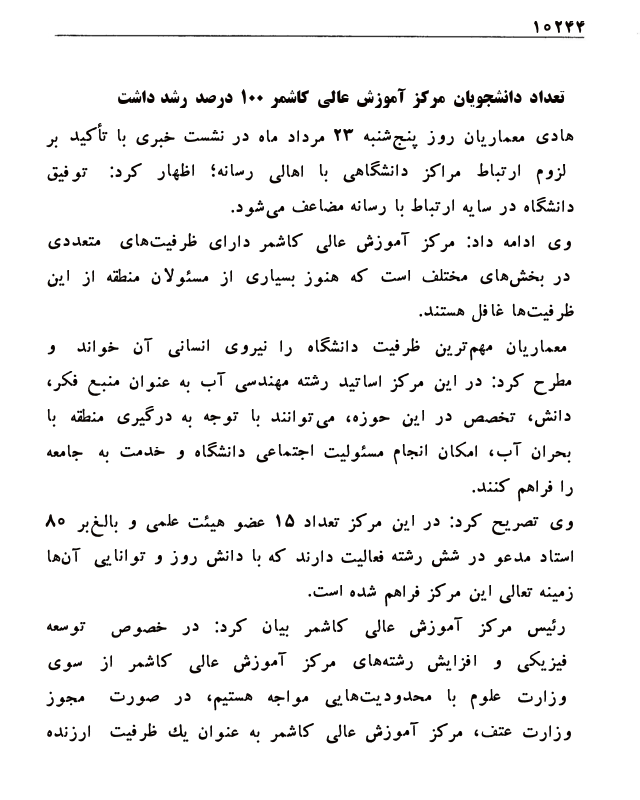 ۱۰۲۴۴
تعداد دانشجویان مرکز آموزش عالی کاشمر ۱۰۰ درصد رشد داشت
هادی معماریان روز پنج‌شنبه ۲۳ مرداد ماه در نشست خبری با تأکید بر
لزوم ارتباط مراکز دانشگاهی با اهالی رسانه؛ اظهار کرد: توفیق
دانشگاه در سایه ارتباط با رسانه مضاعف می‌شود.
وی ادامه داد: مرکز آموزش عالی کاشمر دارای ظرفیت‌های متعددی
در بخش‌های مختلف است که هنوز بسیاری از مسئولان منطقه از این
ظرفیت‌ها غافل هستند.
معماریان مهم‌ترین ظرفیت دانشگاه را نیروی انسانی آن خواند و
مطرح کرد: در این مرکز اساتید رشته مهندسی آب به عنوان منبع فکر،
دانش، تخصص در این حوزه، می‌توانند با توجه به درگیری منطقه با
بحران آب، امکان انجام مسئولیت اجتماعی دانشگاه و خدمت به جامعه
را فراهم کنند.
وی تصریح کرد: در این مرکز تعداد ۱۵ عضو هیئت علمی و بالغ‌بر ۸۰
استاد مدعو در شش رشته فعالیت دارند که با دانش روز و توانایی آن‌ها
زمینه تعالی این مرکز فراهم شده است.
رئیس مرکز آموزش عالی کاشمر بیان کرد: در خصوص توسعه
فیزیکی و افزایش رشته‌های مرکز آموزش عالی کاشمر از سوی
وزارت علوم با محدودیت‌هایی مواجه هستیم، در صورت مجوز
وزارت عتف، مرکز آموزش عالی کاشمر به عنوان یك ظرفیت ارزنده